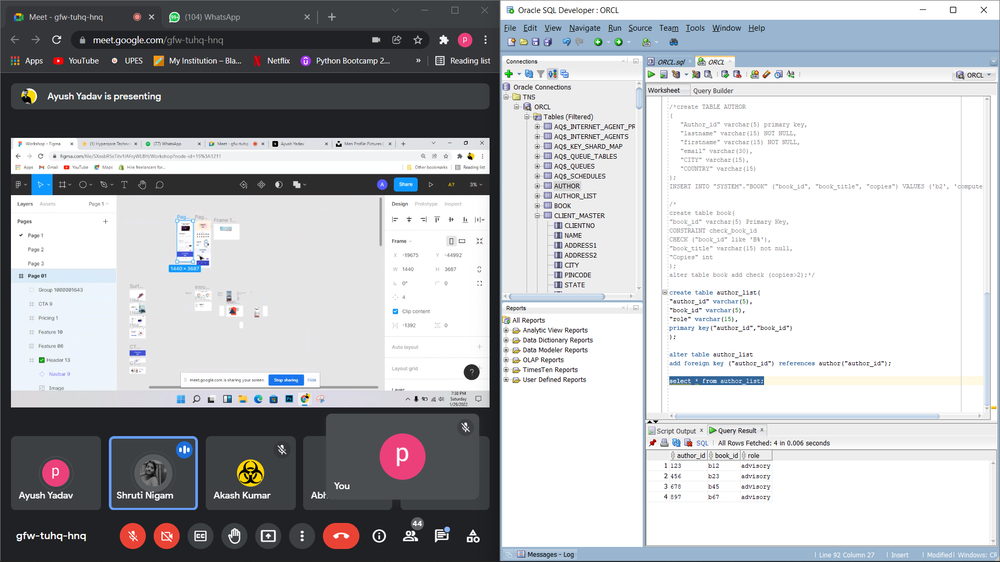 Meet - gfw-tuhq-hnq
(104) WhatsApp
meet.google.com/gfw-tuhq-hnq
P
Apps
YouTube
UPES
My Institution – Bla...
Netflix
Python Bootcamp 2...
»
Reading list
Ayush Yadav is presenting
Workshop – Figma
(1) Hyperqore Techno
(77) WhatsApp
Meet - gfw-tuhq-
Ayush Yadav
Men Profile Pictures |
figma.com/file/SXesbR5sTitv1lAFryWLBH/Workshop?node-id=15%3A1211
Apps
Gmail
YouTube
Maps
Hire freelancers for...
Other bookmarks
Reading list
A
Share
A?
3%
Layers
Assets
Page 1
Pages
Page 1
Page 2
Page 3
Page 01
Group 1000001643
CTA 9
Pricing 1
Feature 10
Feature 06
Header 13
Navbar 9
Image
Pag...
Pag...
Frame 1...
1440 × 3687
Surf...
Hea...
Hea...
Hea...
CT...
CT...
Intro...
Intro...
Design
Prototype
Inspect
Frame
X -19675
Y -44992
W 1440
H 3687
0°
0
4
Clip content
-1392
0
Auto layout
Layout grid
Layer
?
meet.google.com is sharing your screen.
Stop sharing
Hide
7:38 PM
Saturday
1/29/2022
P
Ayush Yadav
Shruti Nigam
Akash Kumar
Abh
P
You
gfw-tuhq-hnq
44
Oracle SQL Developer : ORCL
File Edit View Navigate Run Source Team Tools Window Help
Connections
Oracle Connections
TNS
ORCL
Tables (Filtered)
AQ$_INTERNET_AGENT_PR
AQ$_INTERNET_AGENTS
AQ$_KEY_SHARD_MAP
AQ$_QUEUE_TABLES
AQ$_QUEUES
AQ$_SCHEDULES
AUTHOR
AUTHOR_LIST
BOOK
CLIENT_MASTER
CLIENTNO
NAME
ADDRESS1
ADDRESS2
CITY
PINCODE
STATE
Reports
All Reports
Analytic View Reports
Data Dictionary Reports
Data Modeler Reports
OLAP Reports
TimesTen Reports
User Defined Reports
Messages - Log
ORCL.sql
ORCL
ORCL
Worksheet
Query Builder
/*create TABLE AUTHOR
(
"Author_id" varchar(5) primary key,
"lastname" varchar(15) NOT NULL,
"firstname" varchar(15) NOT NULL,
"email" varchar(30),
"CITY" varchar(15),
"COUNTRY" varchar(15)
);
INSERT INTO "SYSTEM"."BOOK" ("book_id", "book_title", "copies") VALUES ('b2', 'compute
/*
create table book(
"book_id" varchar(5) Primary Key,
CONSTRAINT check_book_id
CHECK ("book_id" like 'B%'),
"book_title" varchar(15) not null,
"Copies" int
);
alter table book add check (copies>2);*/
create table author_list(
"author_id" varchar(5),
"book_id" varchar(5),
"role" varchar(15),
primary key("author_id","book_id")
);
alter table author_list
add foreign key ("author_id") references author("author_id");
select * from author_list;
Script Output
Query Result
SQL
All Rows Fetched: 4 in 0.006 seconds
author_id book_id role
1 123 b12 advisory
2 456 b23 advisory
3 678 b45 advisory
4 897 b67 advisory
Line 92 Column 27
Insert
Modified
Windows: CR